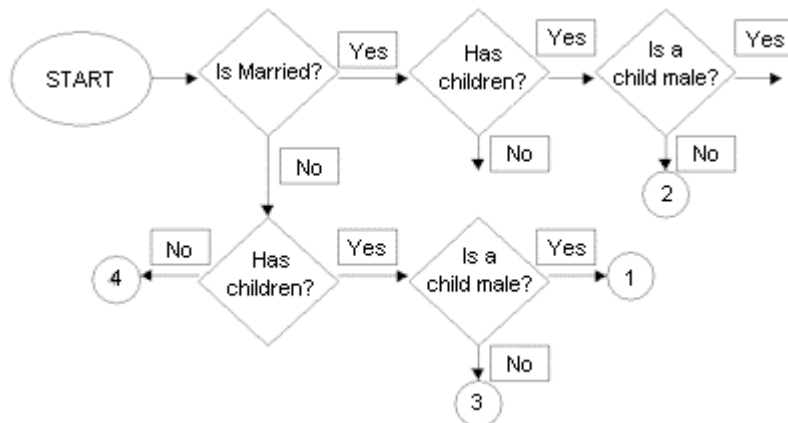 START
Is Married?
Yes
Has
children?
Yes
Is a
child male?
Yes
No
No
No
2
4
No
Has
children?
Yes
Is a
child male?
Yes
1
No
3